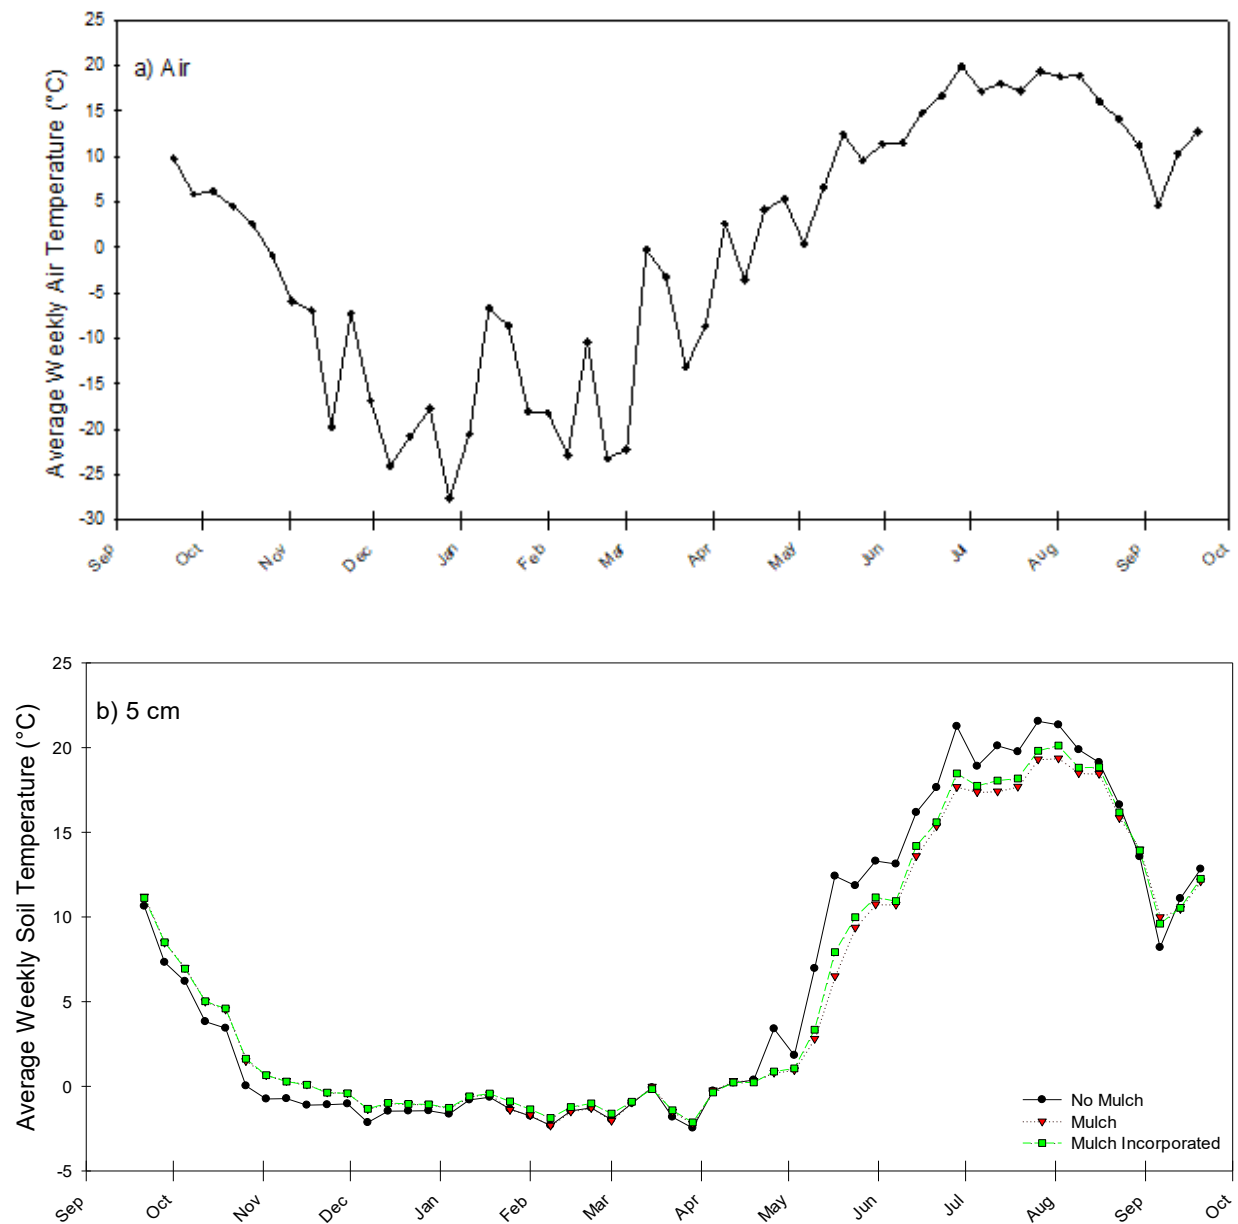 25
a) Air
20
15
10
5
0
-5
-10
-15
-20
-25
-30
Average Weekly Air Temperature (°C)
Sep Oct Nov Dec Jan Feb Mar Apr May Jun Jul Aug Sep Oct
25
b) 5 cm
20
15
10
5
0
-5
Average Weekly Soil Temperature (°C)
No Mulch
Mulch
Mulch Incorporated
Sep Oct Nov Dec Jan Feb Mar Apr May Jun Jul Aug Sep Oct